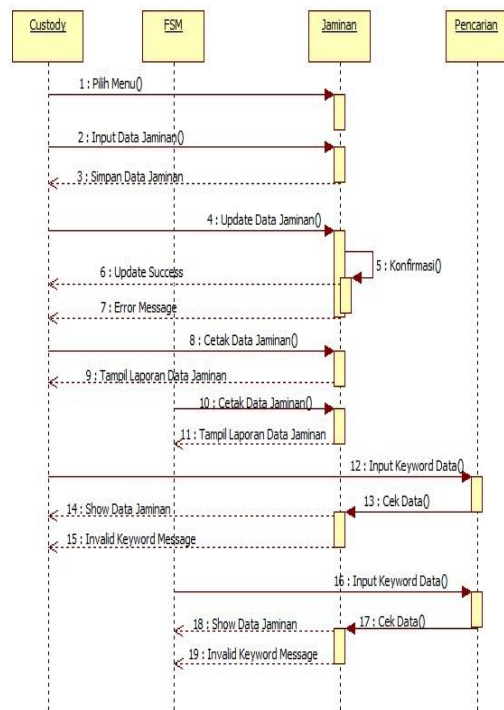 Custody
FSM
Jaminan
Pencarian
1 : Pilih Menu()
2 : Input Data Jaminan()
3 : Simpan Data Jaminan
4 : Update Data Jaminan()
5 : Konfirmasi()
6 : Update Success
7 : Error Message
8 : Cetak Data Jaminan()
9 : Tampil Laporan Data Jaminan
10 : Cetak Data Jaminan()
11 : Tampil Laporan Data Jaminan
12 : Input Keyword Data()
13 : Cek Data()
14 : Show Data Jaminan
15 : Invalid Keyword Message
16 : Input Keyword Data()
17 : Cek Data()
18 : Show Data Jaminan
19 : Invalid Keyword Message